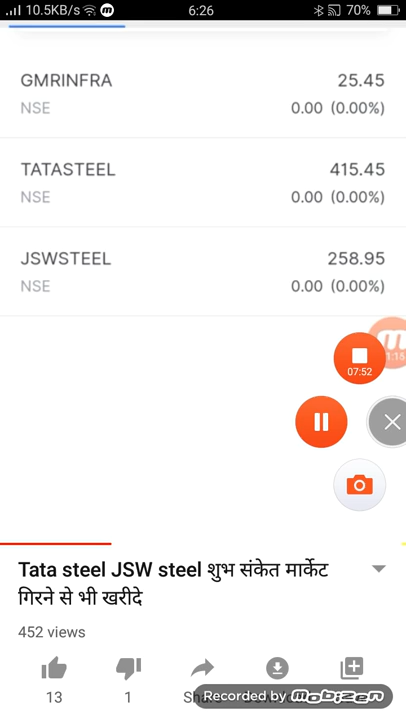 10.5KB/s 6:26 70%
GMRINFRA 25.45
NSE 0.00 (0.00%)
TATASTEEL 415.45
NSE 0.00 (0.00%)
JSWSTEEL 258.95
NSE 0.00 (0.00%)
07:52
Tata steel JSW steel शुभ संकेत मार्केट
गिरने से भी खरीदे
452 views
13 1
Recorded by mobizen